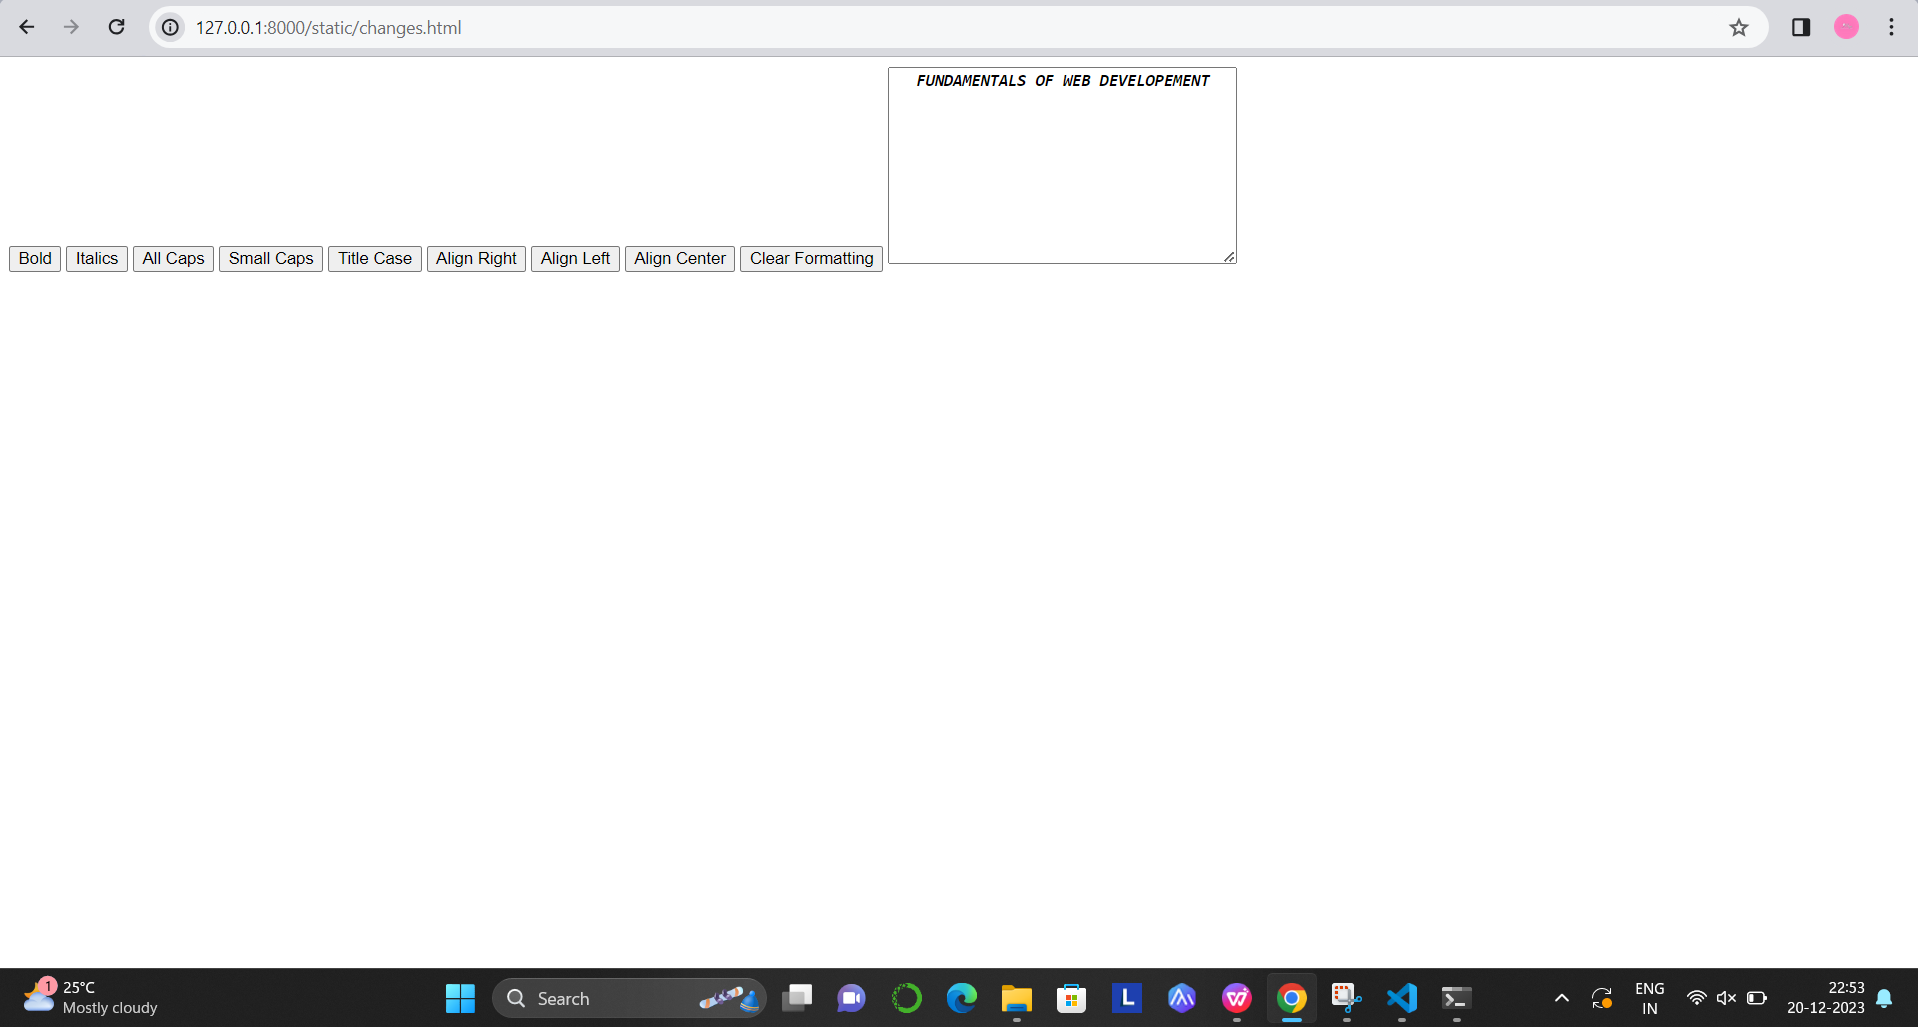 127.0.0.1:8000/static/changes.html
FUNDAMENTALS OF WEB DEVELOPEMENT
Bold Italics All Caps Small Caps Title Case Align Right Align Left Align Center Clear Formatting
1
25°C
Mostly cloudy
Search
L
ENG
IN
22:53
20-12-2023